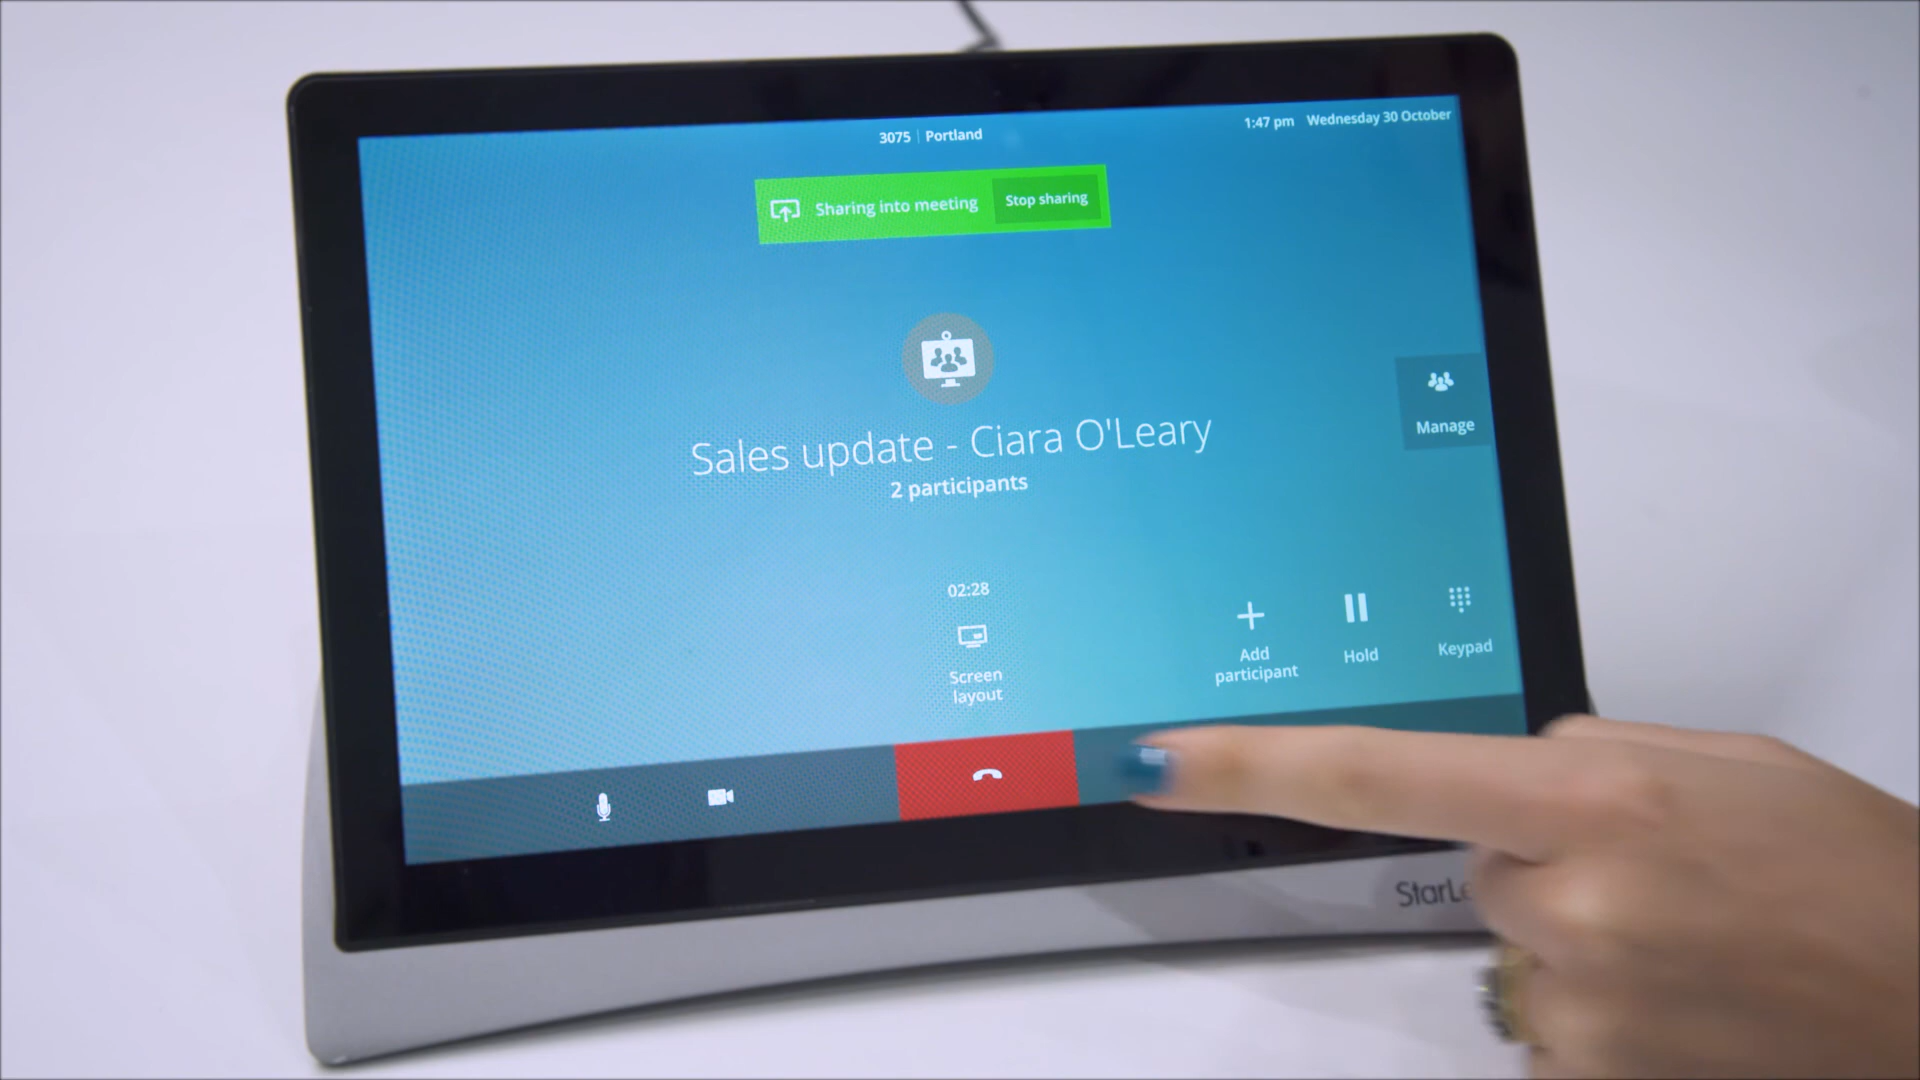 3075 | Portland
1:47 pm Wednesday 30 October
Sharing into meeting
Stop sharing
Manage
Sales update - Ciara O'Leary
2 participants
02:28
Screen
layout
Add
participant
Hold
Keypad